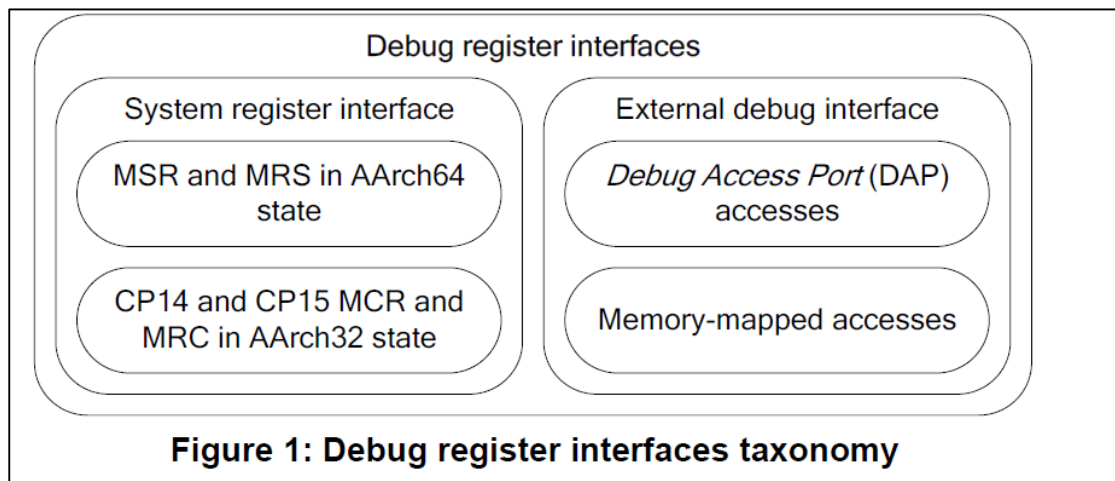 Debug register interfaces
System register interface
MSR and MRS in AArch64
state
CP14 and CP15 MCR and
MRC in AArch32 state
External debug interface
Debug Access Port (DAP)
accesses
Memory-mapped accesses
Figure 1: Debug register interfaces taxonomy